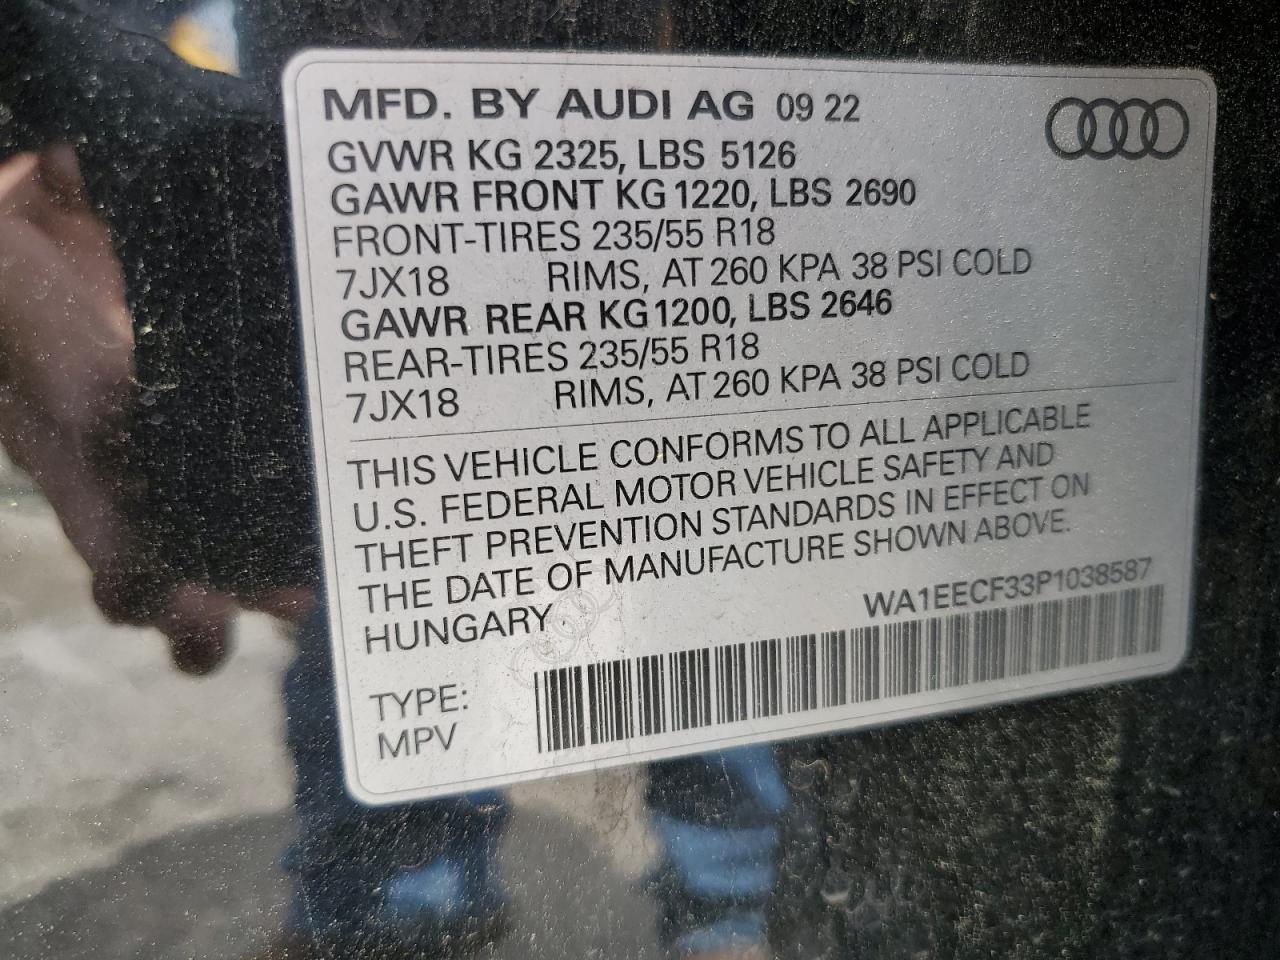 MFD. BY AUDI AG 09 22
GVWR KG 2325, LBS 5126
GAWR FRONT KG 1220, LBS 2690
FRONT-TIRES 235/55 R18
7JX18 RIMS, AT 260 KPA 38 PSI COLD
GAWR REAR KG 1200, LBS 2646
REAR-TIRES 235/55 R18
7JX18 RIMS, AT 260 KPA 38 PSI COLD
THIS VEHICLE CONFORMS TO ALL APPLICABLE
U.S. FEDERAL MOTOR VEHICLE SAFETY AND
THEFT PREVENTION STANDARDS IN EFFECT ON
THE DATE OF MANUFACTURE SHOWN ABOVE.
HUNGARY. WA1EECF33P1038587
TYPE:
MPV